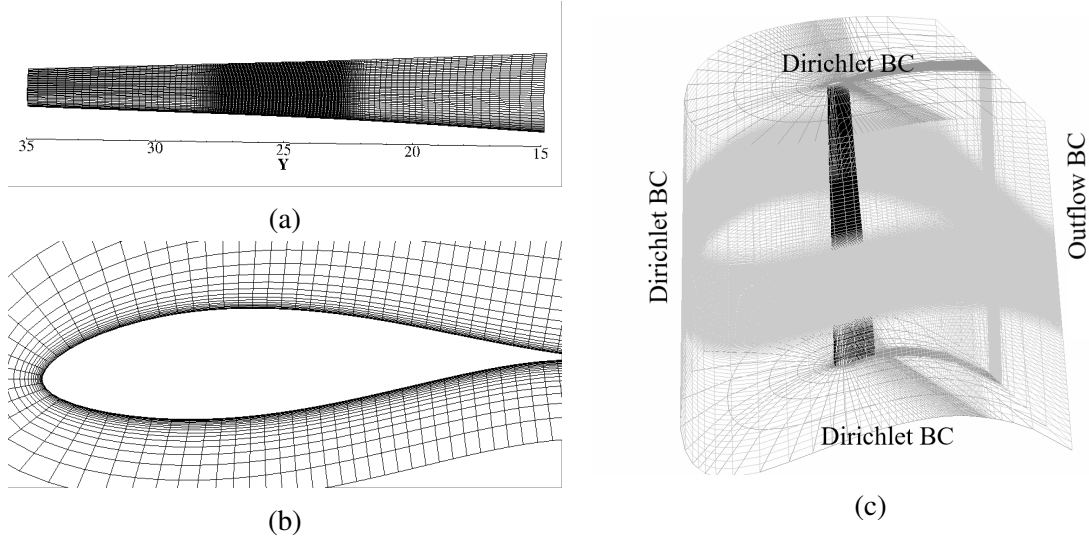 35
30
25
20
15
Y
(a)
(b)
Dirichlet BC
Dirichlet BC
Outflow BC
Dirichlet BC
(c)